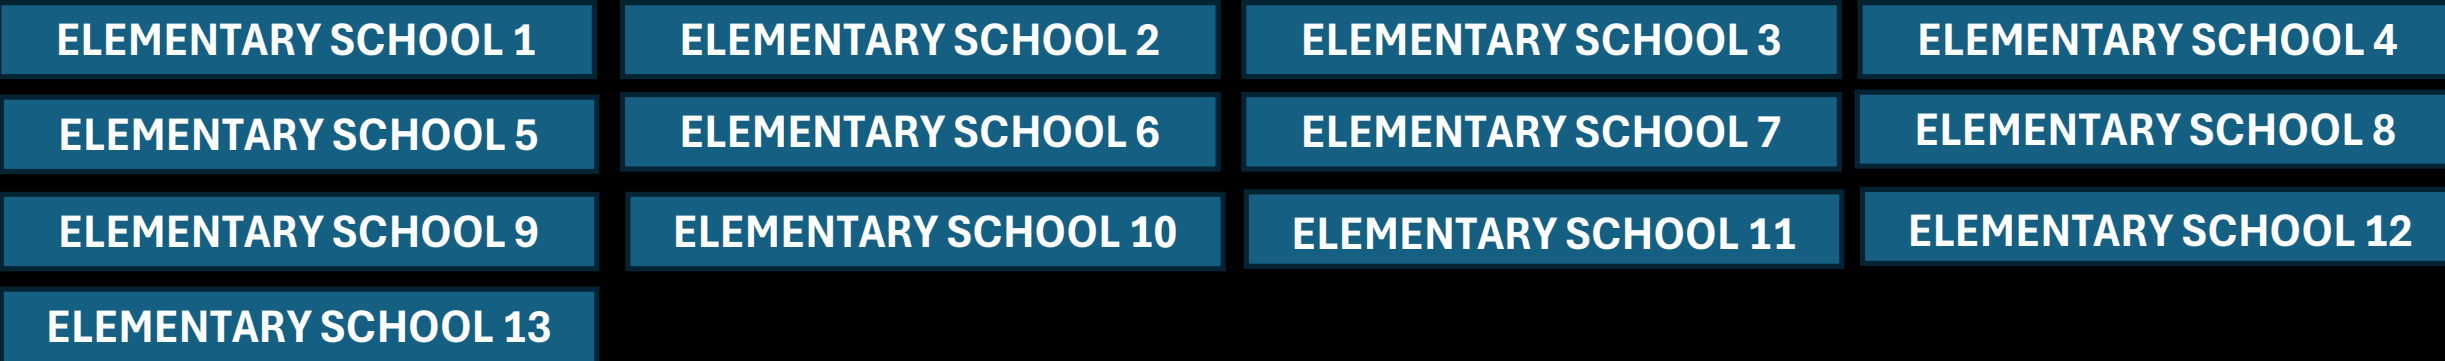 ELEMENTARY SCHOOL 1
ELEMENTARY SCHOOL 2
ELEMENTARY SCHOOL 3
ELEMENTARY SCHOOL 4
ELEMENTARY SCHOOL 5
ELEMENTARY SCHOOL 6
ELEMENTARY SCHOOL 7
ELEMENTARY SCHOOL 8
ELEMENTARY SCHOOL 9
ELEMENTARY SCHOOL 10
ELEMENTARY SCHOOL 11
ELEMENTARY SCHOOL 12
ELEMENTARY SCHOOL 13